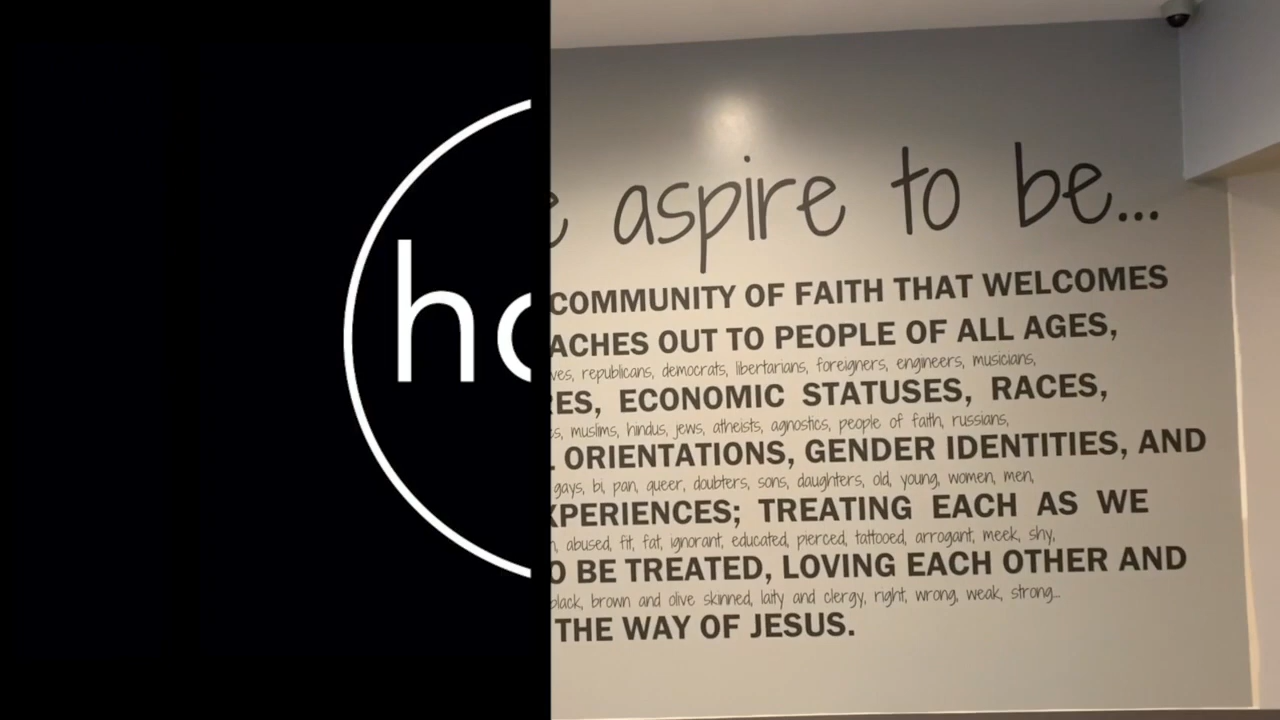 ho
e aspire to be...
COMMUNITY OF FAITH THAT WELCOMES
ACHES OUT TO PEOPLE OF ALL AGES,
ves, republicans, democrats, libertarians, foreigners, engineers, musicians,
RES, ECONOMIC STATUSES, RACES,
s, muslims, hindus, jews, atheists, agnostics, people of faith, russians,
ORIENTATIONS, GENDER IDENTITIES, AND
gays, bi, pan, queer, doubters, sons, daughters, old, young, women, men,
XPERIENCES; TREATING EACH AS WE
abused, fit, fat, ignorant, educated, pierced, tattooed, arrogant, meek, shy,
O BE TREATED, LOVING EACH OTHER AND
black, brown and olive skinned, laity and clergy, right, wrong, weak, strong...
THE WAY OF JESUS.